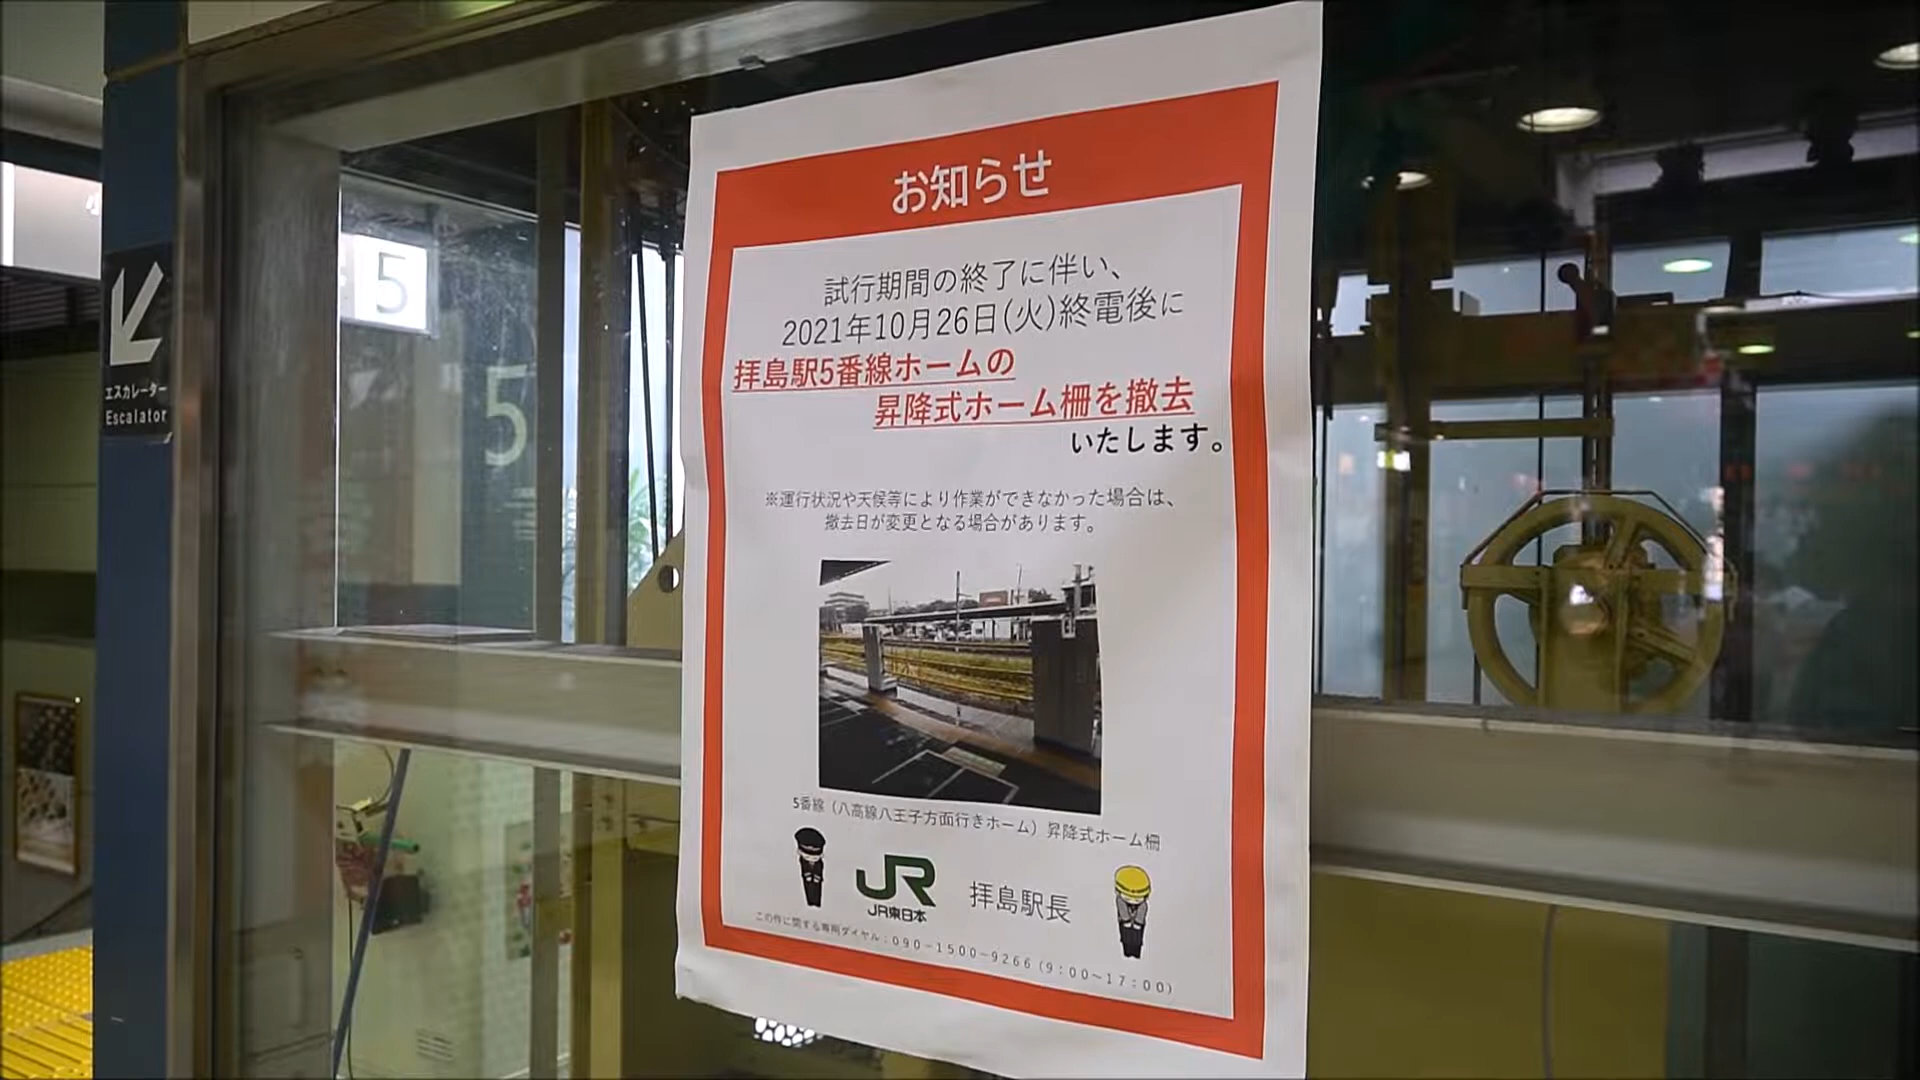 5
5
エスカレーター
Escalator
お知らせ
試行期間の終了に伴い、
2021年10月26日(火)終電後に
拝島駅5番線ホームの
昇降式ホーム柵を撤去
いたします。
※運行状況や天候等により作業ができなかった場合は、
撤去日が変更となる場合があります。
5番線（八高線八王子方面行きホーム）昇降式ホーム柵
JR
JR東日本
拝島駅長
この件に関する専用ダイヤル：090－1500－9266（9：00～17：00）